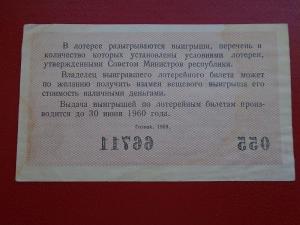 В лотерее разыгрываются выигрыши, перечень и
количество которых установлены условиями лотереи,
утвержденными Советом Министров республики.
Владелец выигравшего лотерейного билета может
по желанию получить взамен вещевого выигрыша его
стоимость наличными деньгами.
Выдача выигрышей по лотерейным билетам произ-
водится до 30 июня 1960 года.
Гознак. 1959.
66711 055